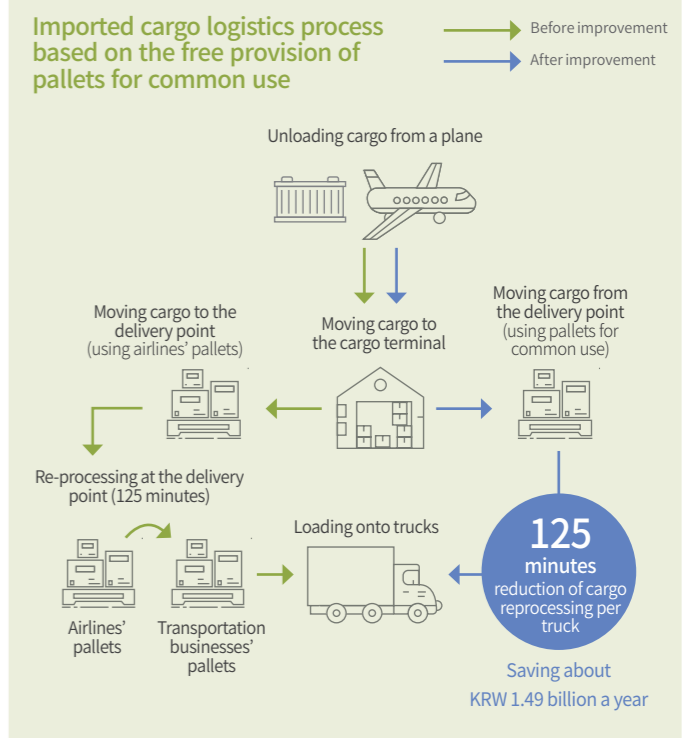 Imported cargo logistics process
based on the free provision of
pallets for common use
Before improvement
After improvement
Unloading cargo from a plane
Moving cargo to the
delivery point
(using airlines' pallets)
Moving cargo to
the cargo terminal
Moving cargo from
the delivery point
(using pallets for
common use)
Re-processing at the delivery
point (125 minutes)
Airlines'
pallets
Transportation
businesses'
pallets
Loading onto trucks
125
minutes
reduction of cargo
reprocessing per
truck
Saving about
KRW 1.49 billion a year